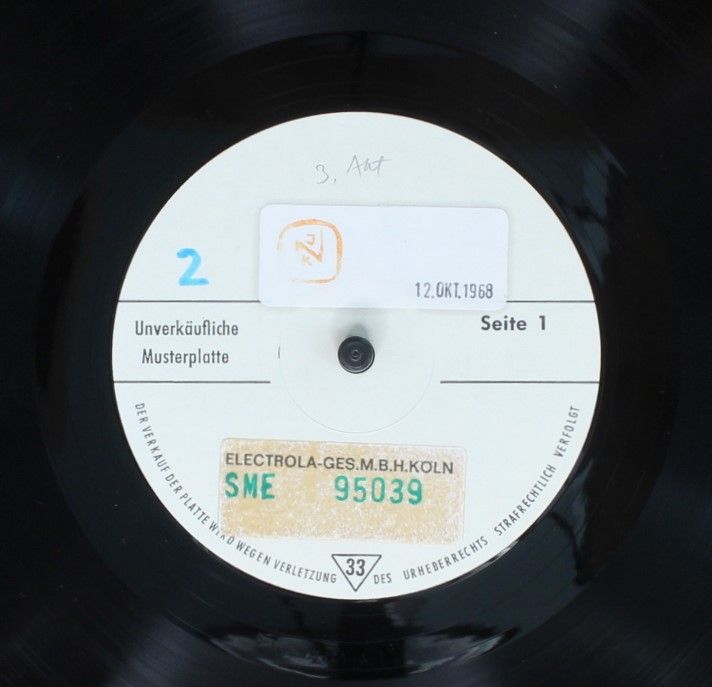 3. Akt
JNK
12.OKT.1968
2
Unverkäufliche
Musterplatte
Seite 1
ELECTROLA-GES.M.B.H.KÖLN
SME 95039
DER VERKAUF DER PLATTE WIRD WEGEN VERLETZUNG DES URHEBERRECHTS STRAFRECHTLICH VERFOLGT
33